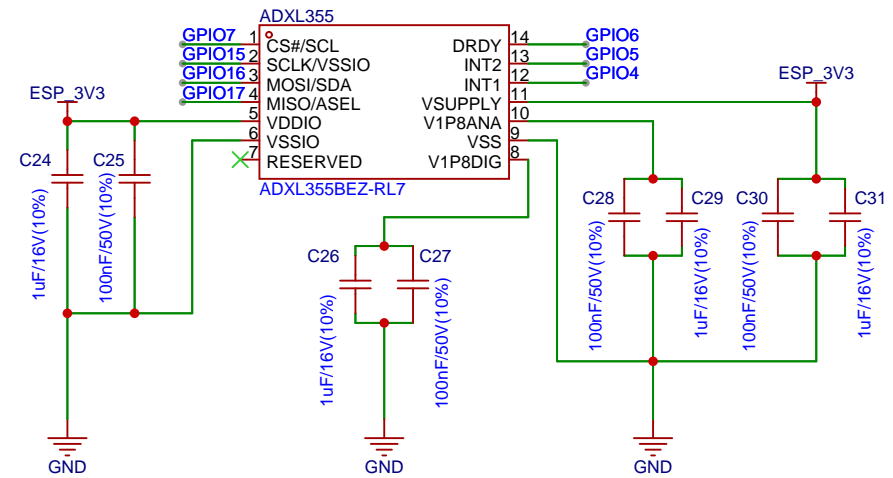 ADXL355
GPIO7 1 CS#/SCL DRDY 14 GPIO6
GPIO15 2 SCLK/VSSIO INT2 13 GPIO5
GPIO16 3 MOSI/SDA INT1 12 GPIO4
GPIO17 4 MISO/ASEL VSUPPLY 11
5 VDDIO V1P8ANA 10
6 VSSIO VSS 9
7 RESERVED V1P8DIG 8
ADXL355BEZ-RL7
ESP_3V3
ESP_3V3
C24
1uF/16V(10%)
C25
100nF/50V(10%)
C26
1uF/16V(10%)
C27
100nF/50V(10%)
C28
100nF/50V(10%)
C29
1uF/16V(10%)
C30
100nF/50V(10%)
C31
1uF/16V(10%)
GND
GND
GND